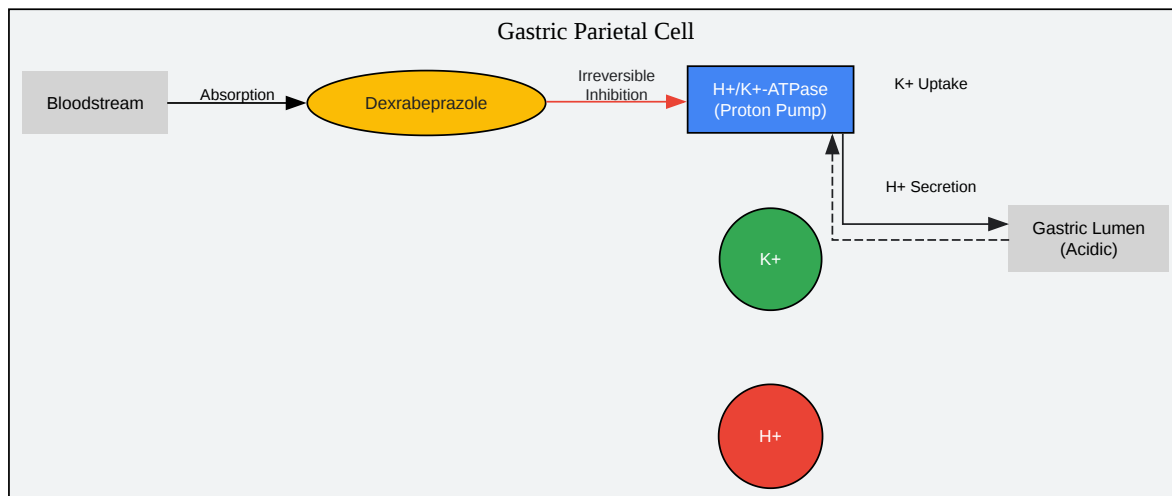 Gastric Parietal Cell
Bloodstream
Absorption
Dexrabeprazole
Irreversible
Inhibition
H+/K+-ATPase
(Proton Pump)
K+ Uptake
H+ Secretion
Gastric Lumen
(Acidic)
K+
H+